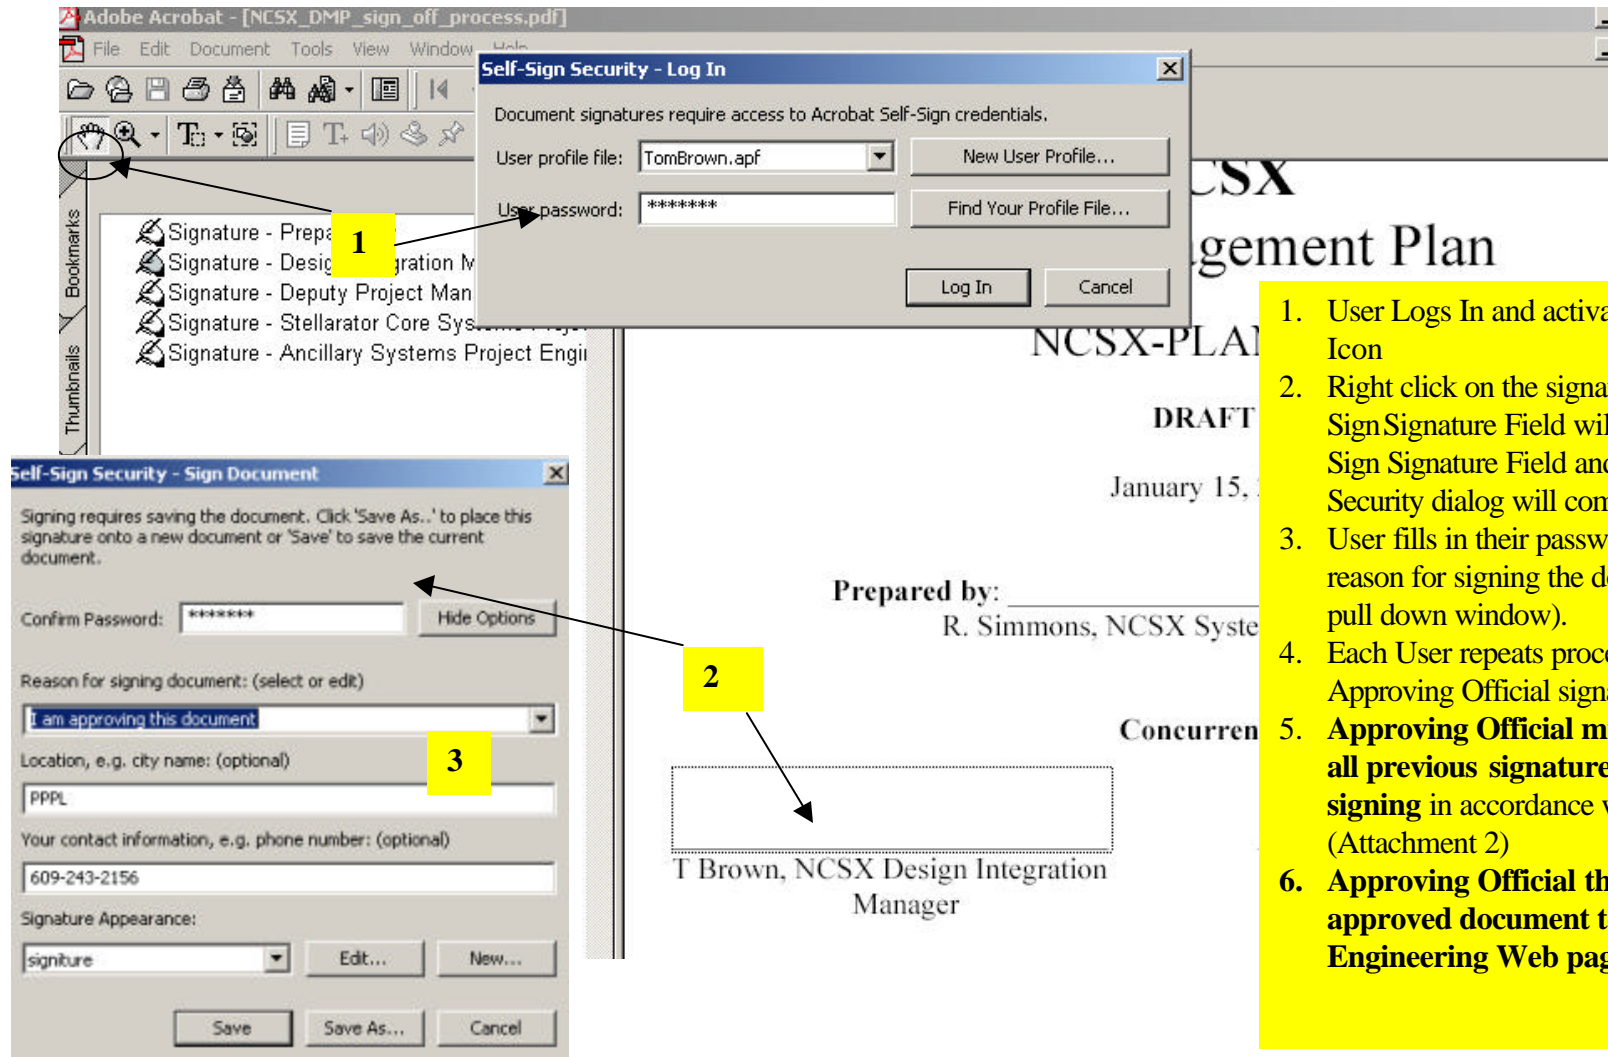 Adobe Acrobat - [NCSX_DMP_sign_off_process.pdf]
File Edit Document Tools View Window Help
Self-Sign Security - Log In
Document signatures require access to Acrobat Self-Sign credentials.
User profile file: TomBrown.apf New User Profile...
User password: ******* Find Your Profile File...
Log In Cancel
Bookmarks
Thumbnails
Signature - Prepa
Signature - Desig gration M
Signature - Deputy Project Man
Signature - Stellarator Core Systems Proje
Signature - Ancillary Systems Project Engi
1
CSX
gement Plan
NCSX-PLAN
DRAFT
January 15,
Prepared by:
R. Simmons, NCSX Syste
Concurren
T Brown, NCSX Design Integration
Manager
2
Self-Sign Security - Sign Document
Signing requires saving the document. Click 'Save As..' to place this
signature onto a new document or 'Save' to save the current
document.
Confirm Password: ******* Hide Options
Reason for signing document: (select or edit)
I am approving this document
3
Location, e.g. city name: (optional)
PPPL
Your contact information, e.g. phone number: (optional)
609-243-2156
Signature Appearance:
signiture Edit... New...
Save Save As... Cancel
1. User Logs In and activa
Icon
2. Right click on the signa
Sign Signature Field wil
Sign Signature Field and
Security dialog will com
3. User fills in their passw
reason for signing the do
pull down window).
4. Each User repeats proce
Approving Official signa
5. Approving Official mu
all previous signature
signing in accordance w
(Attachment 2)
6. Approving Official th
approved document t
Engineering Web pag